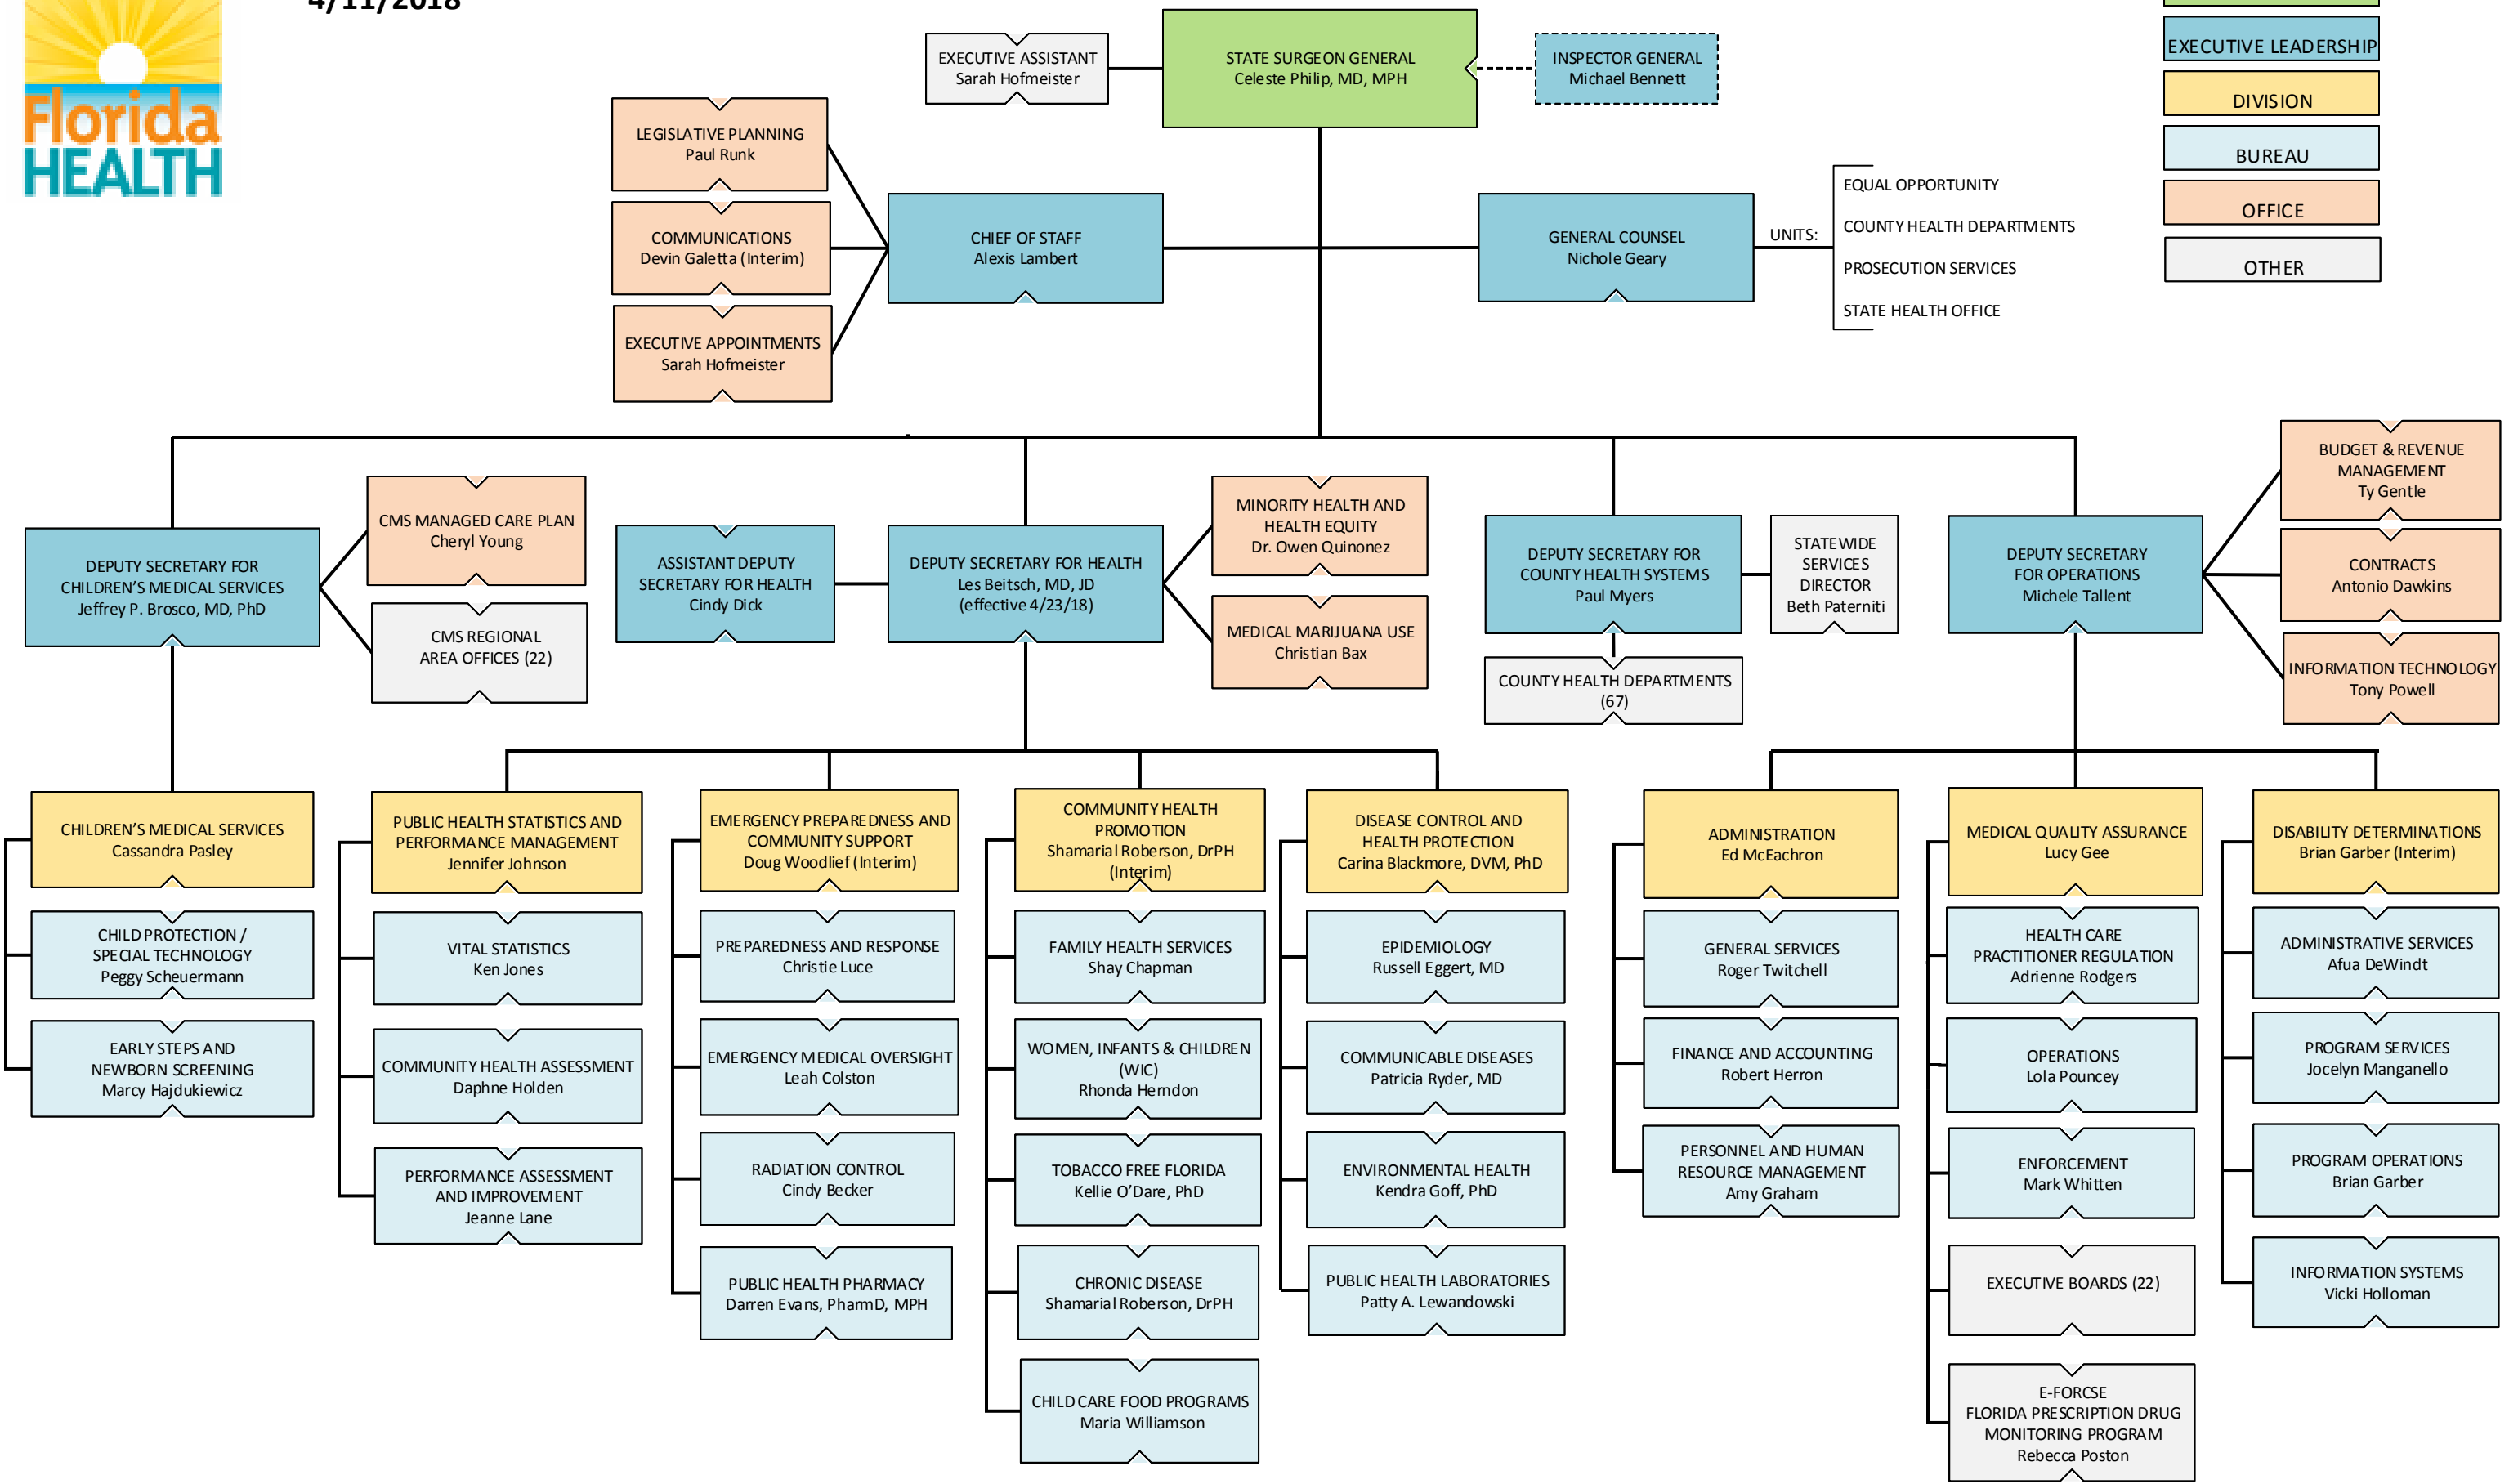 4/11/2018
Florida
HEALTH
EXECUTIVE ASSISTANT
Sarah Hofmeister
STATE SURGEON GENERAL
Celeste Philip, MD, MPH
INSPECTOR GENERAL
Michael Bennett
EXECUTIVE LEADERSHIP
DIVISION
BUREAU
OFFICE
OTHER
LEGISLATIVE PLANNING
Paul Runk
COMMUNICATIONS
Devin Galetta (Interim)
EXECUTIVE APPOINTMENTS
Sarah Hofmeister
CHIEF OF STAFF
Alexis Lambert
GENERAL COUNSEL
Nichole Geary
UNITS:
EQUAL OPPORTUNITY
COUNTY HEALTH DEPARTMENTS
PROSECUTION SERVICES
STATE HEALTH OFFICE
DEPUTY SECRETARY FOR
CHILDREN'S MEDICAL SERVICES
Jeffrey P. Brosco, MD, PhD
CMS MANAGED CARE PLAN
Cheryl Young
CMS REGIONAL
AREA OFFICES (22)
ASSISTANT DEPUTY
SECRETARY FOR HEALTH
Cindy Dick
DEPUTY SECRETARY FOR HEALTH
Les Beitsch, MD, JD
(effective 4/23/18)
MINORITY HEALTH AND
HEALTH EQUITY
Dr. Owen Quinonez
MEDICAL MARIJUANA USE
Christian Bax
DEPUTY SECRETARY FOR
COUNTY HEALTH SYSTEMS
Paul Myers
STATEWIDE
SERVICES
DIRECTOR
Beth Paterniti
COUNTY HEALTH DEPARTMENTS
(67)
DEPUTY SECRETARY
FOR OPERATIONS
Michele Tallent
BUDGET & REVENUE
MANAGEMENT
Ty Gentle
CONTRACTS
Antonio Dawkins
INFORMATION TECHNOLOGY
Tony Powell
CHILDREN'S MEDICAL SERVICES
Cassandra Pasley
CHILD PROTECTION /
SPECIAL TECHNOLOGY
Peggy Scheuermann
EARLY STEPS AND
NEWBORN SCREENING
Marcy Hajdukiewicz
PUBLIC HEALTH STATISTICS AND
PERFORMANCE MANAGEMENT
Jennifer Johnson
VITAL STATISTICS
Ken Jones
COMMUNITY HEALTH ASSESSMENT
Daphne Holden
PERFORMANCE ASSESSMENT
AND IMPROVEMENT
Jeanne Lane
EMERGENCY PREPAREDNESS AND
COMMUNITY SUPPORT
Doug Woodlief (Interim)
PREPAREDNESS AND RESPONSE
Christie Luce
EMERGENCY MEDICAL OVERSIGHT
Leah Colston
RADIATION CONTROL
Cindy Becker
PUBLIC HEALTH PHARMACY
Darren Evans, PharmD, MPH
COMMUNITY HEALTH
PROMOTION
Shamarial Roberson, DrPH
(Interim)
FAMILY HEALTH SERVICES
Shay Chapman
WOMEN, INFANTS & CHILDREN
(WIC)
Rhonda Herndon
TOBACCO FREE FLORIDA
Kellie O'Dare, PhD
CHRONIC DISEASE
Shamarial Roberson, DrPH
CHILD CARE FOOD PROGRAMS
Maria Williamson
DISEASE CONTROL AND
HEALTH PROTECTION
Carina Blackmore, DVM, PhD
EPIDEMIOLOGY
Russell Eggert, MD
COMMUNICABLE DISEASES
Patricia Ryder, MD
ENVIRONMENTAL HEALTH
Kendra Goff, PhD
PUBLIC HEALTH LABORATORIES
Patty A. Lewandowski
ADMINISTRATION
Ed McEachron
GENERAL SERVICES
Roger Twitchell
FINANCE AND ACCOUNTING
Robert Herron
PERSONNEL AND HUMAN
RESOURCE MANAGEMENT
Amy Graham
MEDICAL QUALITY ASSURANCE
Lucy Gee
HEALTH CARE
PRACTITIONER REGULATION
Adrienne Rodgers
OPERATIONS
Lola Pouncey
ENFORCEMENT
Mark Whitten
EXECUTIVE BOARDS (22)
E-FORCSE
FLORIDA PRESCRIPTION DRUG
MONITORING PROGRAM
Rebecca Poston
DISABILITY DETERMINATIONS
Brian Garber (Interim)
ADMINISTRATIVE SERVICES
Afua DeWindt
PROGRAM SERVICES
Jocelyn Manganello
PROGRAM OPERATIONS
Brian Garber
INFORMATION SYSTEMS
Vicki Holloman